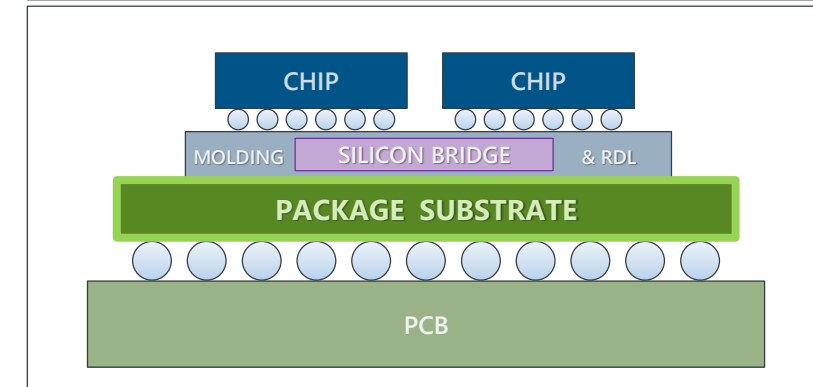 CHIP CHIP
MOLDING SILICON BRIDGE & RDL
PACKAGE SUBSTRATE
PCB